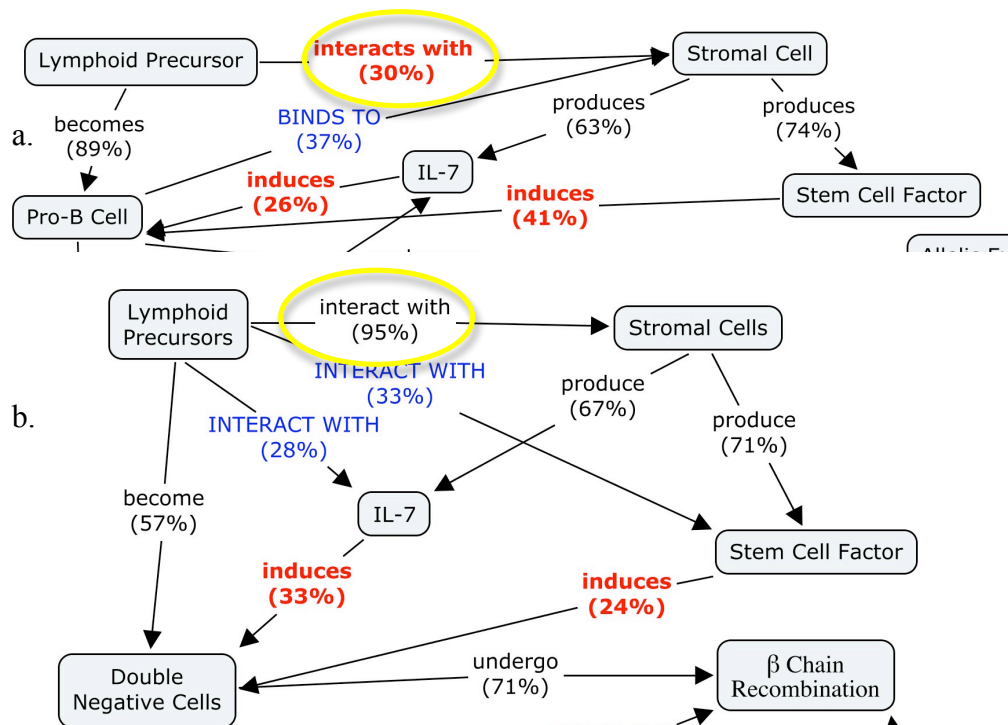 a.
Lymphoid Precursor
interacts with
(30%)
Stromal Cell
becomes
(89%)
BINDS TO
(37%)
produces
(63%)
produces
(74%)
IL-7
induces
(26%)
induces
(41%)
Stem Cell Factor
Pro-B Cell
b.
Lymphoid
Precursors
interact with
(95%)
Stromal Cells
INTERACT WITH
(33%)
produce
(67%)
INTERACT WITH
(28%)
produce
(71%)
become
(57%)
IL-7
Stem Cell Factor
induces
(33%)
induces
(24%)
Double
Negative Cells
undergo
(71%)
β Chain
Recombination